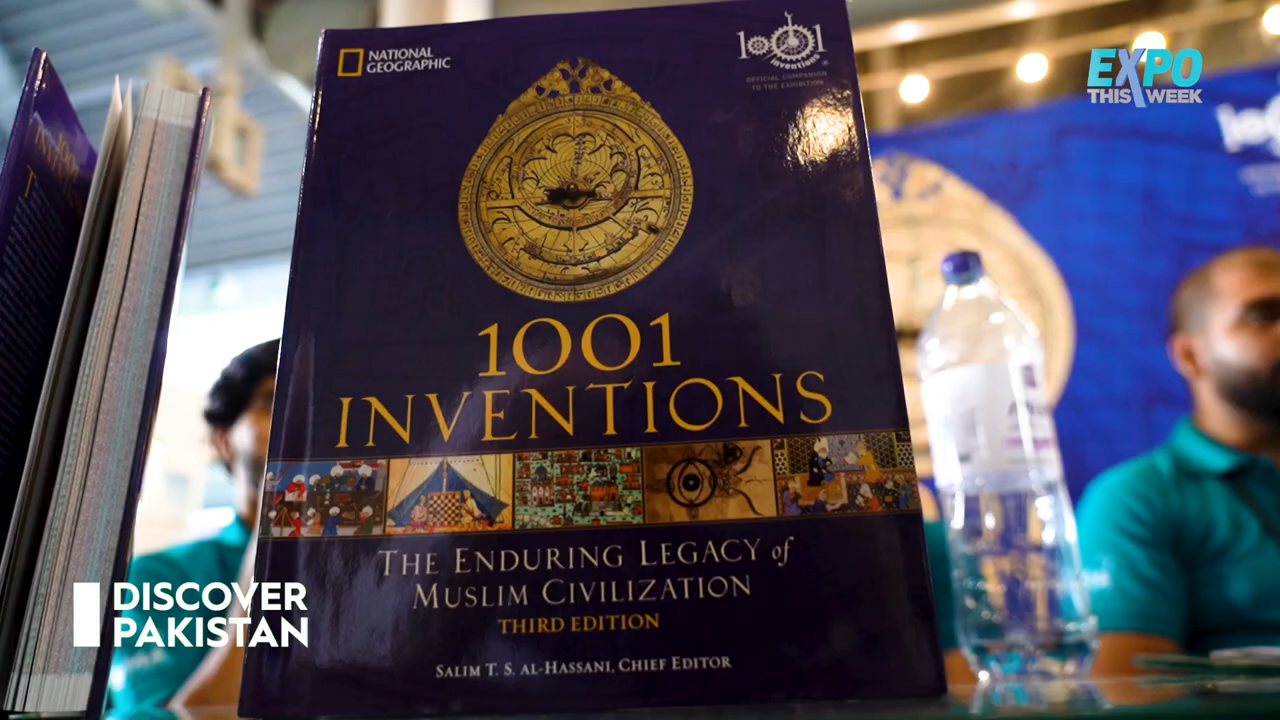 NATIONAL
GEOGRAPHIC
1001
inventions
OFFICIAL COMPANION
TO THE EXHIBITION
EXPO
THIS WEEK
1001
INVENTIONS
THE ENDURING LEGACY of
MUSLIM CIVILIZATION
THIRD EDITION
SALIM T. S. AL-HASSANI, CHIEF EDITOR
DISCOVER
PAKISTAN